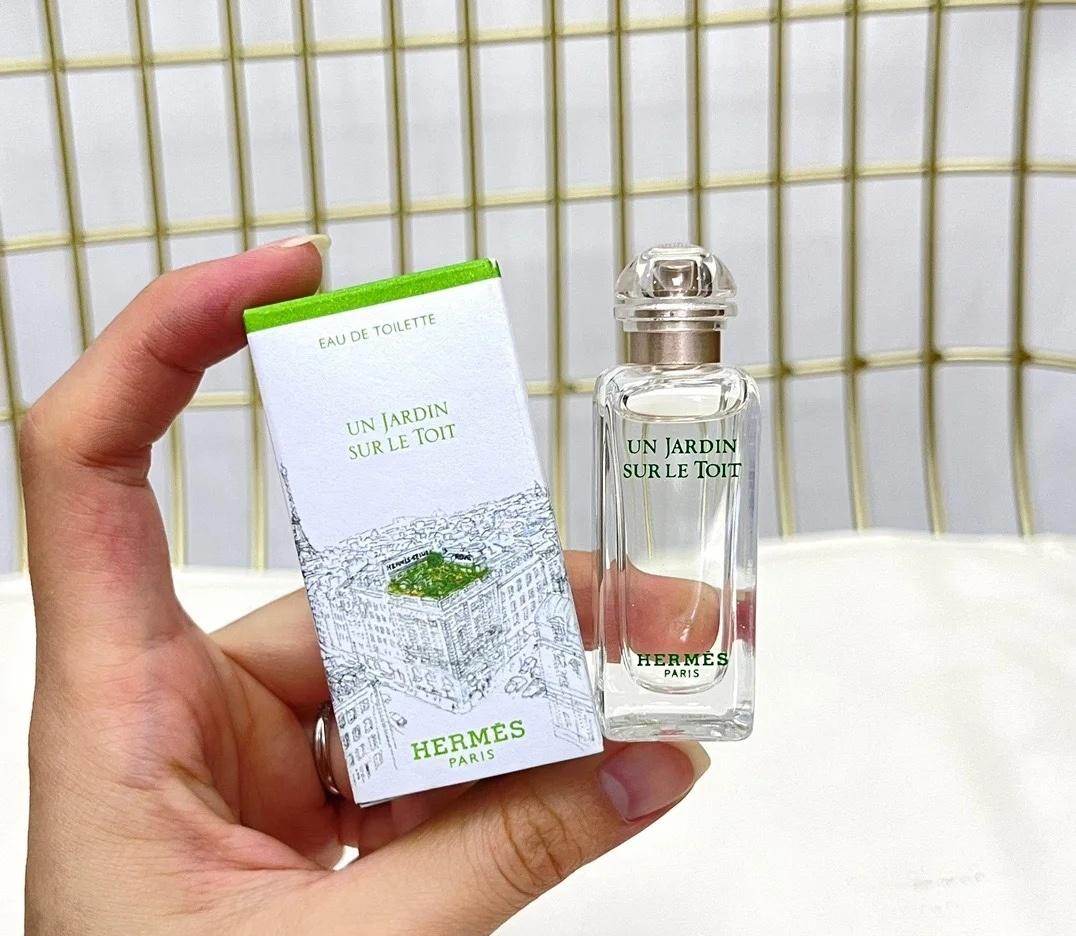 EAU DE TOILETTE
UN JARDIN
SUR LE TOIT
HERMÈS
PARIS
UN JARDIN
SUR LE TOIT
HERMÈS
PARIS